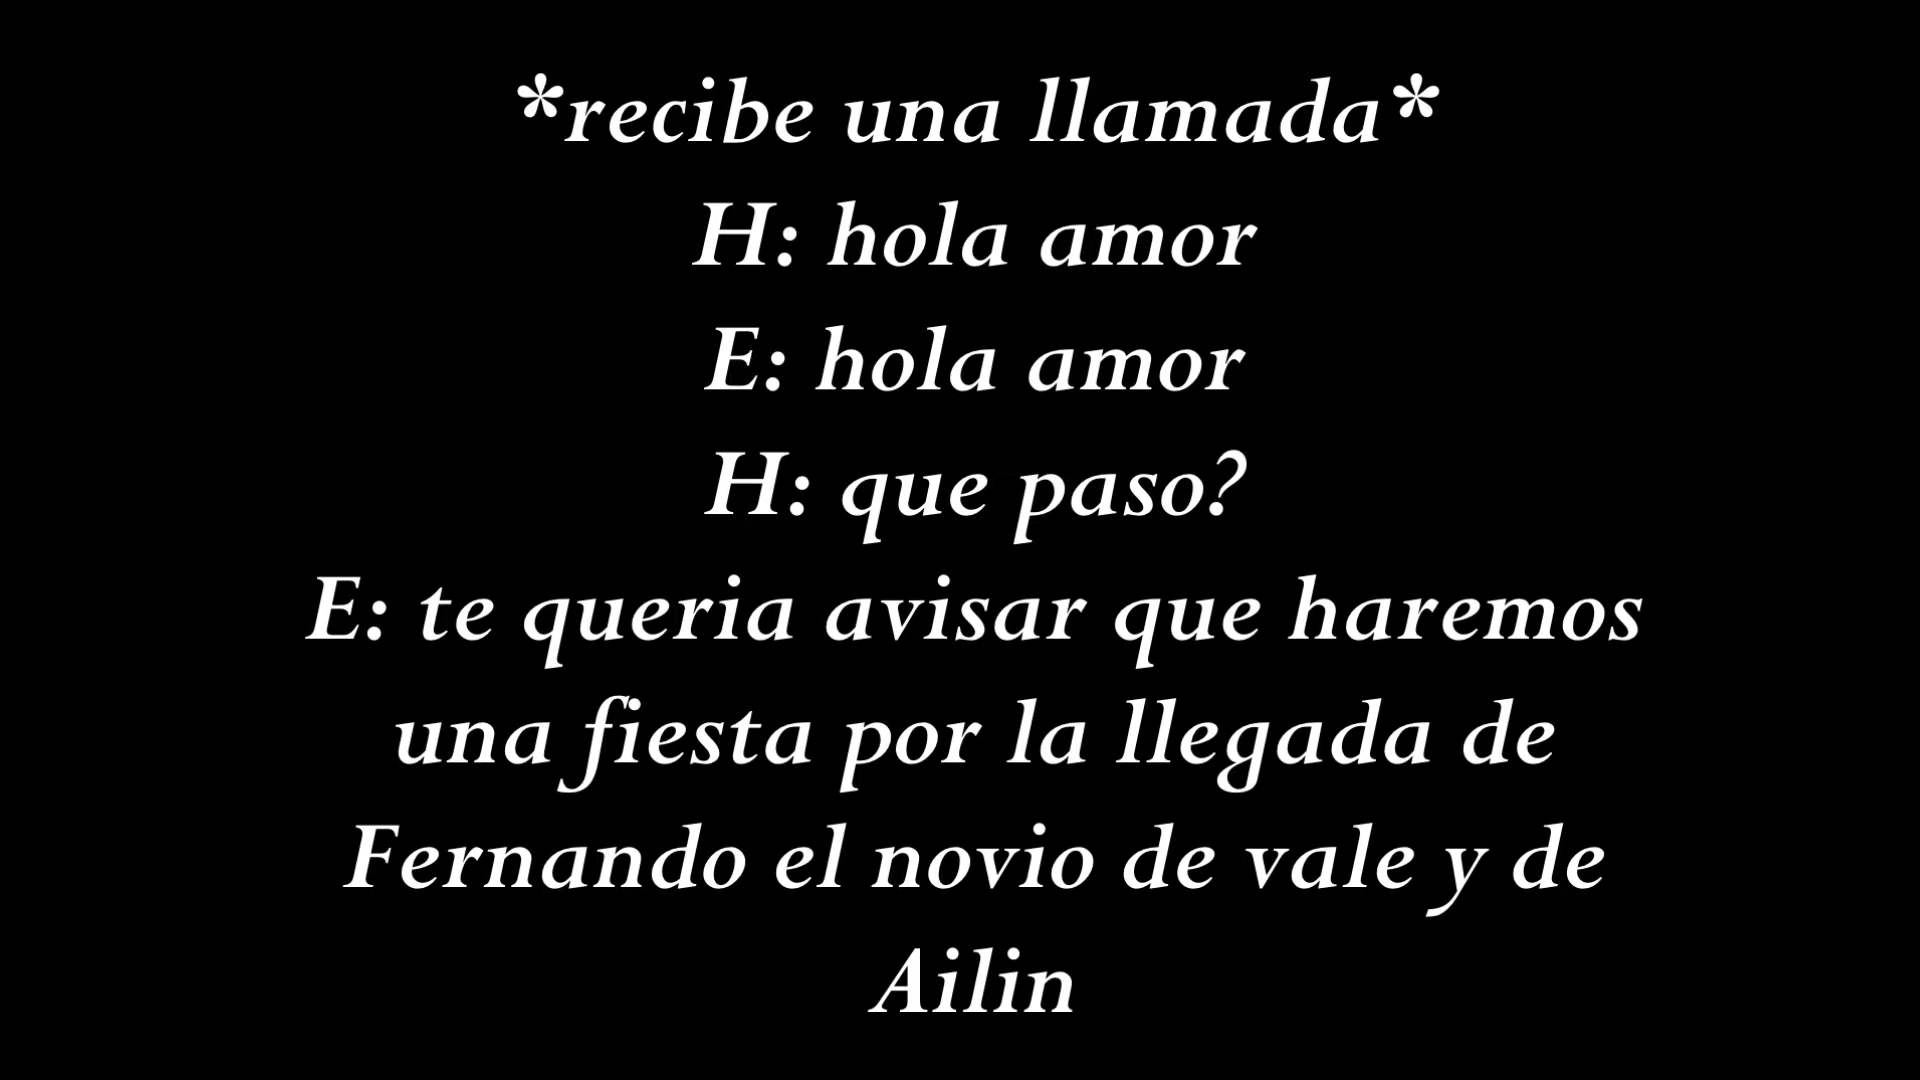 *recibe una llamada*
H: hola amor
E: hola amor
H: que paso?
E: te queria avisar que haremos
una fiesta por la llegada de
Fernando el novio de vale y de
Ailin